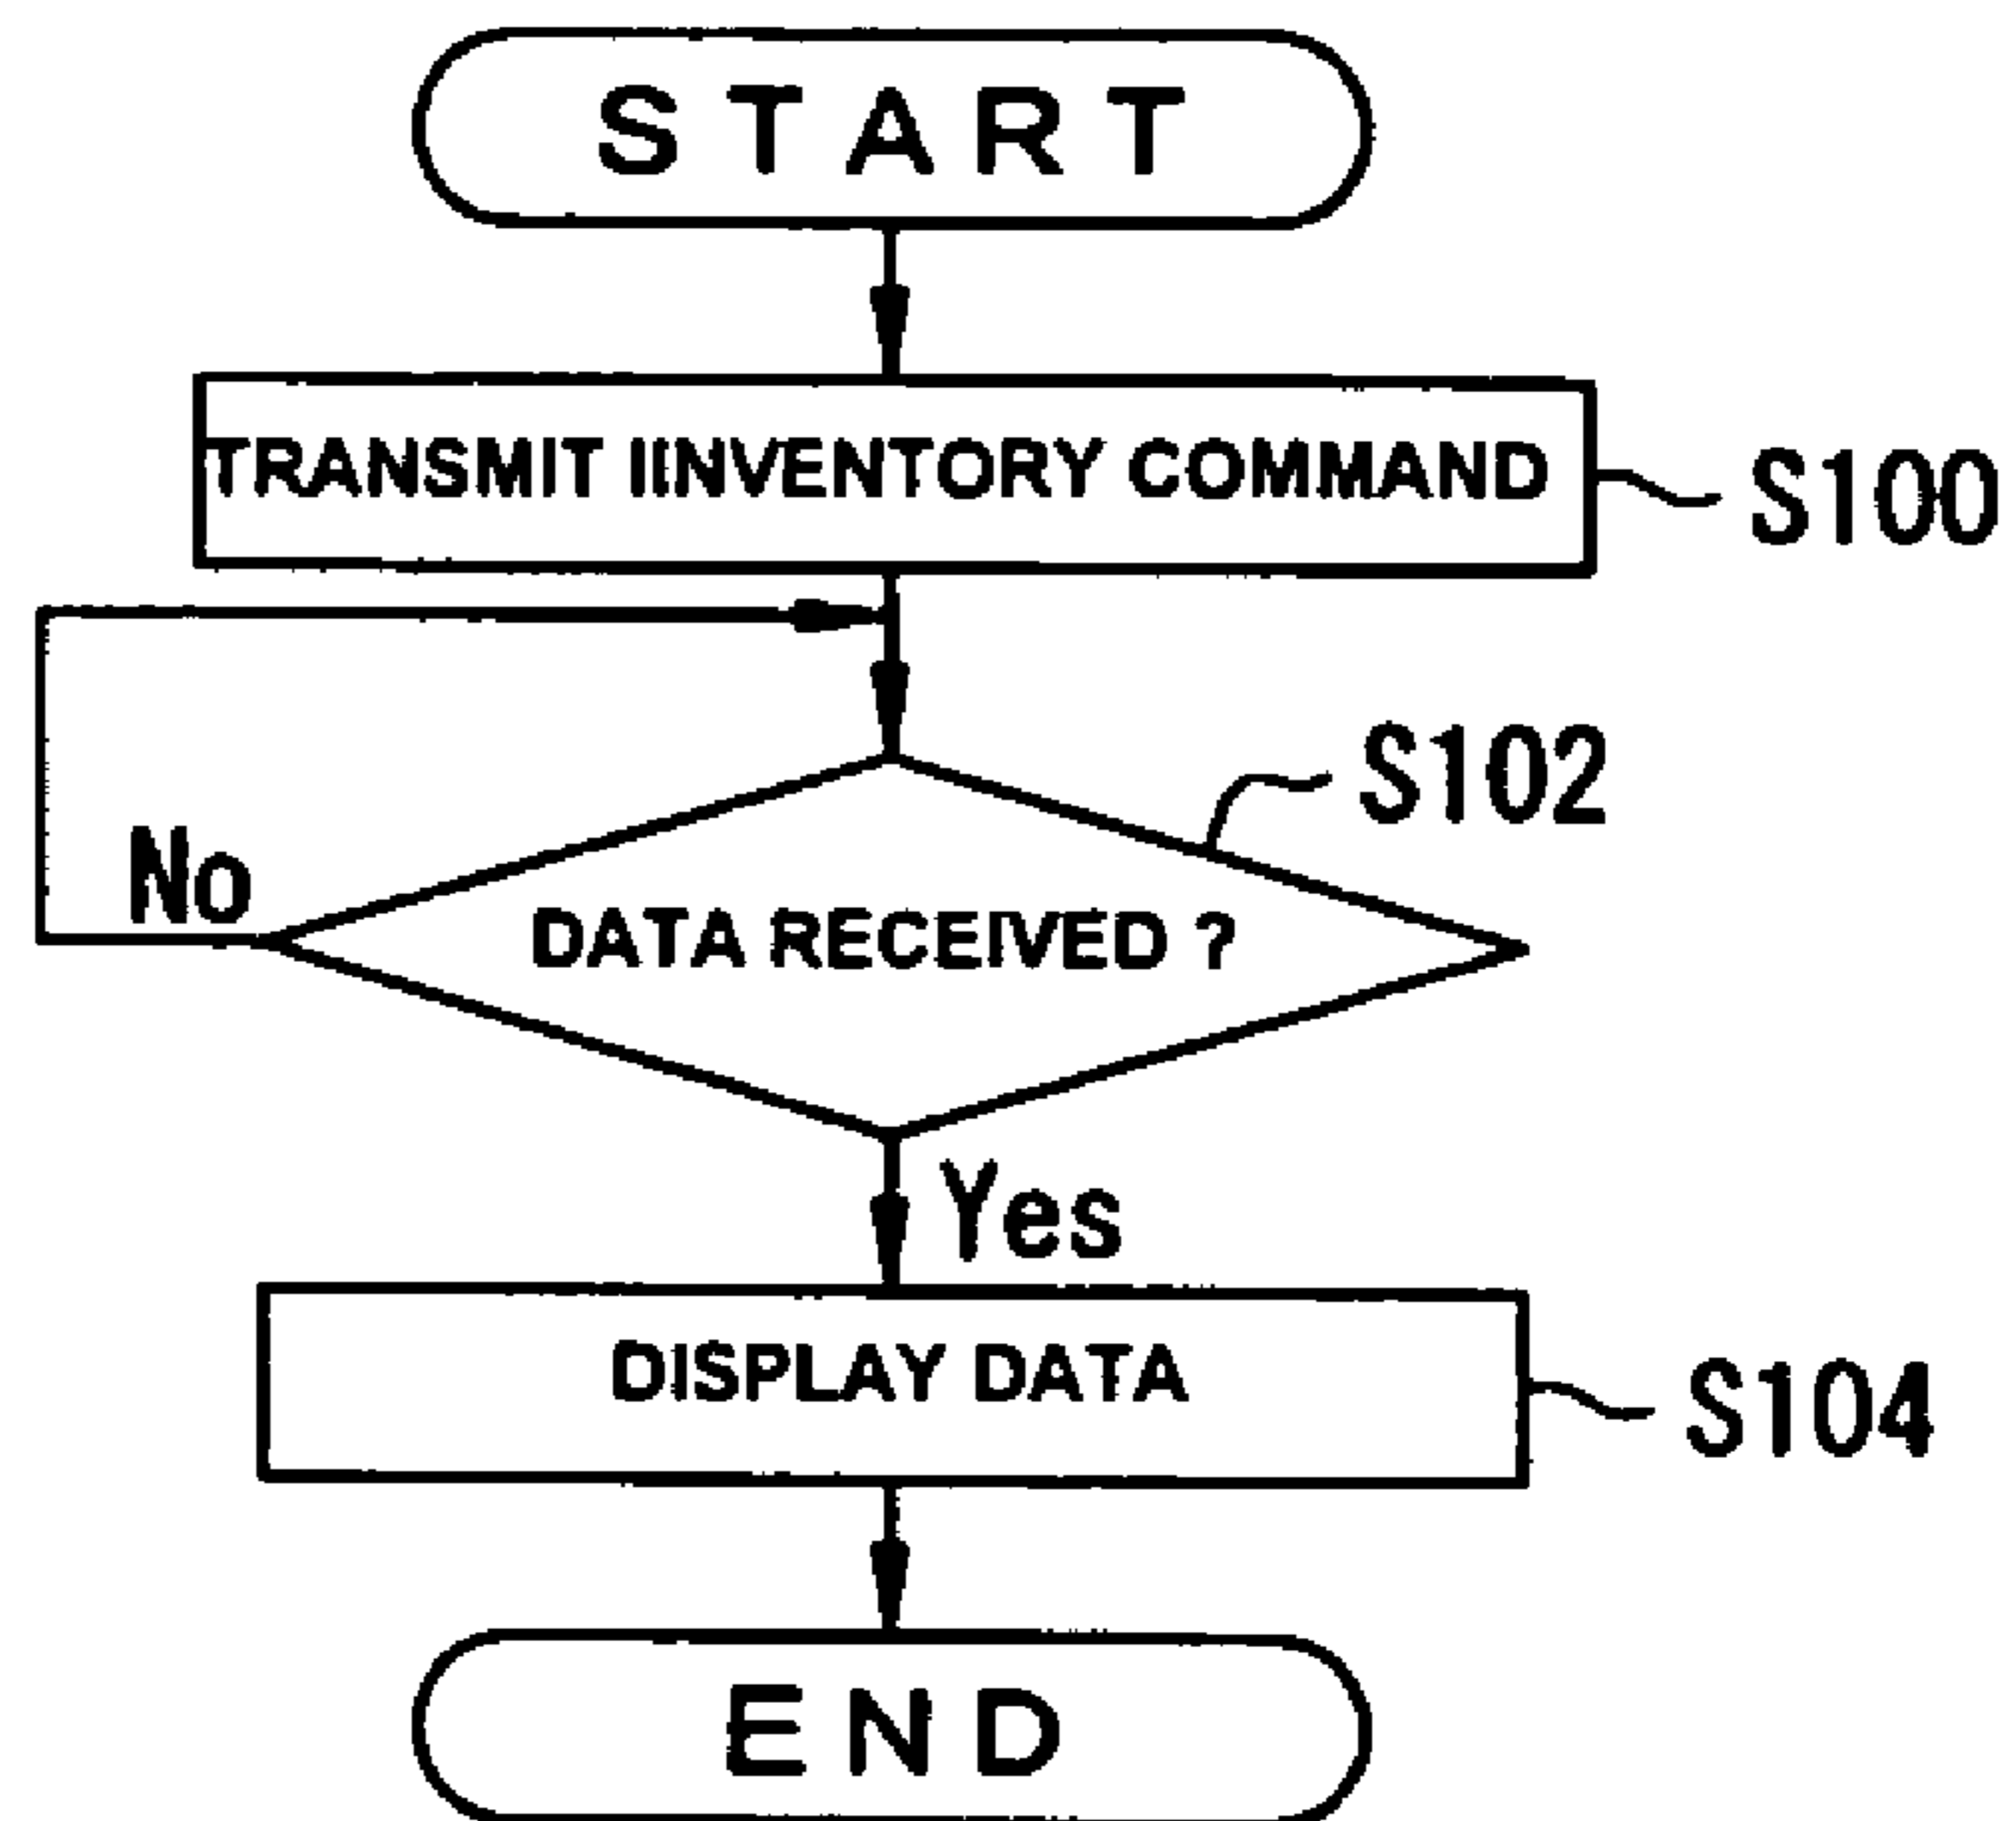 START
TRANSMIT IINVENTORY COMMAND
S100
S102
No
DATA RECEIVED ?
Yes
DISPLAY DATA
S104
END